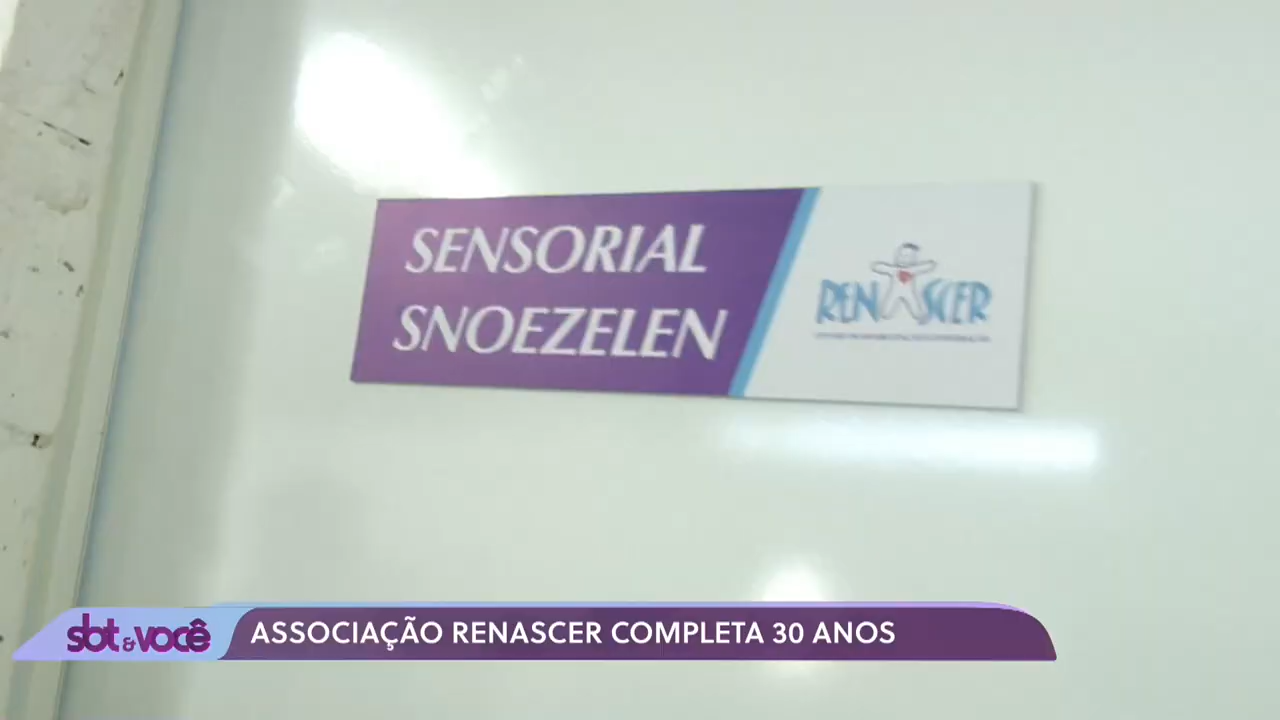 SENSORIAL
SNOEZELEN
RENASCER
sbt&você
ASSOCIAÇÃO RENASCER COMPLETA 30 ANOS